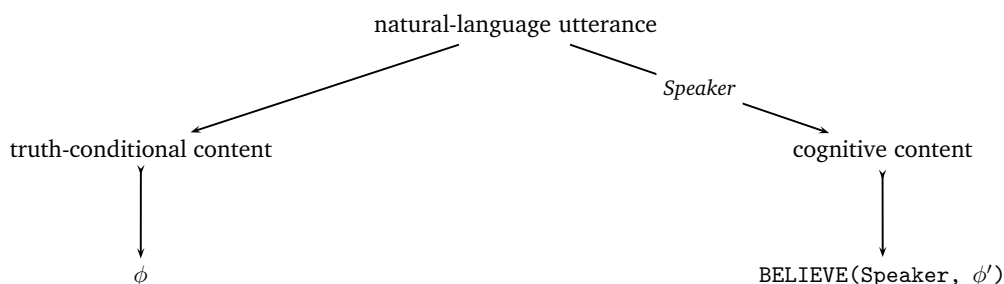 natural-language utterance
Speaker
truth-conditional content
cognitive content
ϕ
BELIEVE(Speaker, ϕ′)